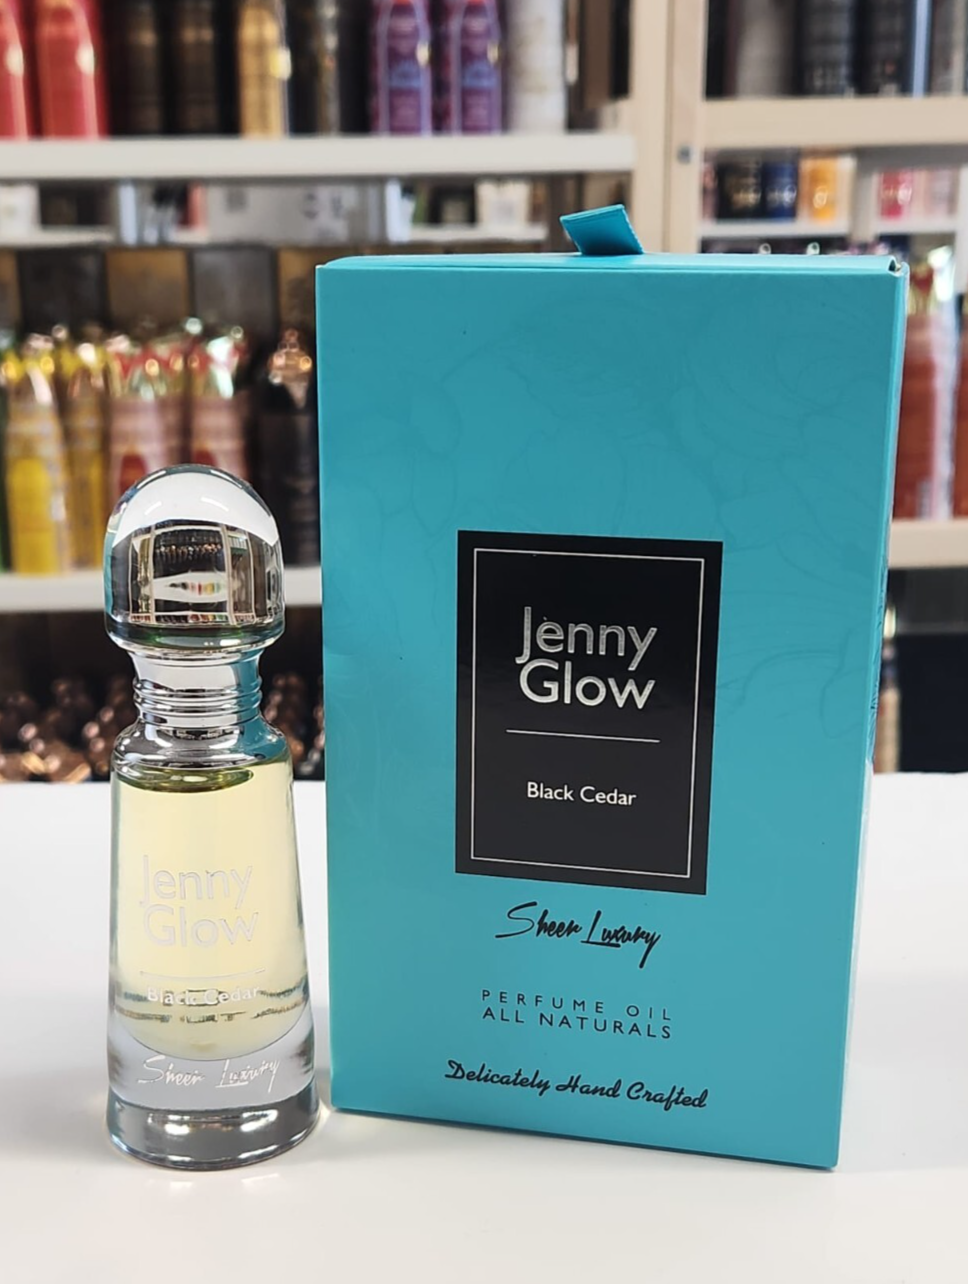 Jenny
Glow
Black Cedar
Sheer Luxury
PERFUME OIL
ALL NATURALS
Delicately Hand Crafted
Jenny
Glow
Black Cedar
Sheer Luxury